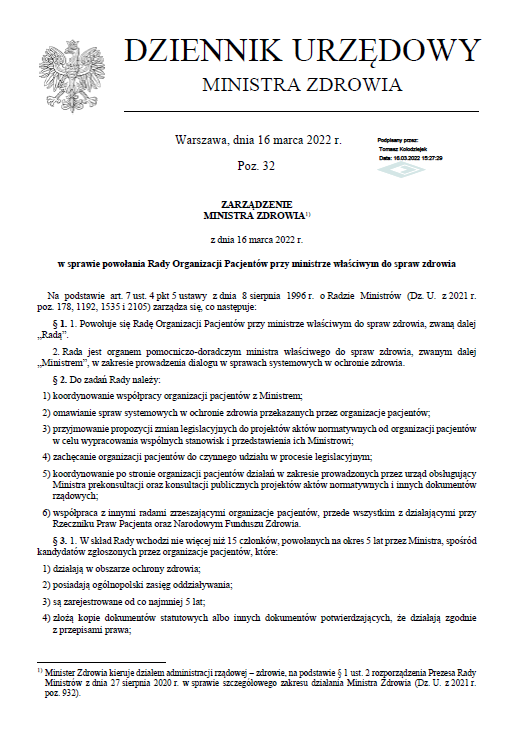 DZIENNIK URZĘDOWY
MINISTRA ZDROWIA
Warszawa, dnia 16 marca 2022 r.
Poz. 32
Podpisany przez:
Tomasz Kołodziejek
Data: 16.03.2022 15:27:29
ZARZĄDZENIE
MINISTRA ZDROWIA1)
z dnia 16 marca 2022 r.
w sprawie powołania Rady Organizacji Pacjentów przy ministrze właściwym do spraw zdrowia
Na podstawie art. 7 ust. 4 pkt 5 ustawy z dnia 8 sierpnia 1996 r. o Radzie Ministrów (Dz. U. z 2021 r.
poz. 178, 1192, 1535 i 2105) zarządza się, co następuje:
§ 1. 1. Powołuje się Radę Organizacji Pacjentów przy ministrze właściwym do spraw zdrowia, zwaną dalej
„Radą".
2. Rada jest organem pomocniczo-doradczym ministra właściwego do spraw zdrowia, zwanym dalej
„Ministrem", w zakresie prowadzenia dialogu w sprawach systemowych w ochronie zdrowia.
§ 2. Do zadań Rady należy:
1) koordynowanie współpracy organizacji pacjentów z Ministrem;
2) omawianie spraw systemowych w ochronie zdrowia przekazanych przez organizacje pacjentów;
3) przyjmowanie propozycji zmian legislacyjnych do projektów aktów normatywnych od organizacji pacjentów
w celu wypracowania wspólnych stanowisk i przedstawienia ich Ministrowi;
4) zachęcanie organizacji pacjentów do czynnego udziału w procesie legislacyjnym;
5) koordynowanie po stronie organizacji pacjentów działań w zakresie prowadzonych przez urząd obsługujący
Ministra prekonsultacji oraz konsultacji publicznych projektów aktów normatywnych i innych dokumentów
rządowych;
6) współpraca z innymi radami zrzeszającymi organizacje pacjentów, przede wszystkim z działającymi przy
Rzeczniku Praw Pacjenta oraz Narodowym Funduszu Zdrowia.
§ 3. 1. W skład Rady wchodzi nie więcej niż 15 członków, powołanych na okres 5 lat przez Ministra, spośród
kandydatów zgłoszonych przez organizacje pacjentów, które:
1) działają w obszarze ochrony zdrowia;
2) posiadają ogólnopolski zasięg oddziaływania;
3) są zarejestrowane od co najmniej 5 lat;
4) złożą kopie dokumentów statutowych albo innych dokumentów potwierdzających, że działają zgodnie
z przepisami prawa;
1) Minister Zdrowia kieruje działem administracji rządowej – zdrowie, na podstawie § 1 ust. 2 rozporządzenia Prezesa Rady
Ministrów z dnia 27 sierpnia 2020 r. w sprawie szczegółowego zakresu działania Ministra Zdrowia (Dz. U. z 2021 r.
poz. 932).